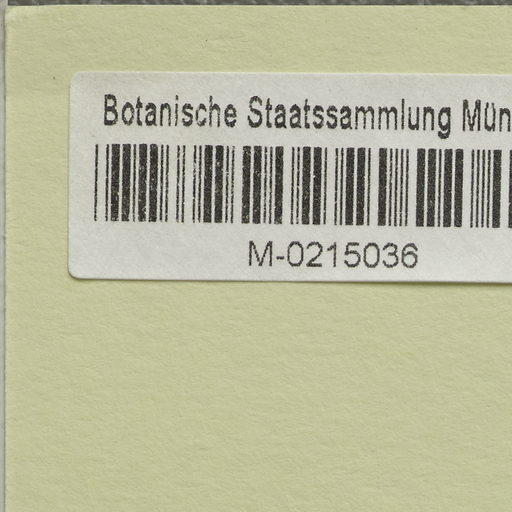 Botanische Staatssammlung Mün
M-0215036